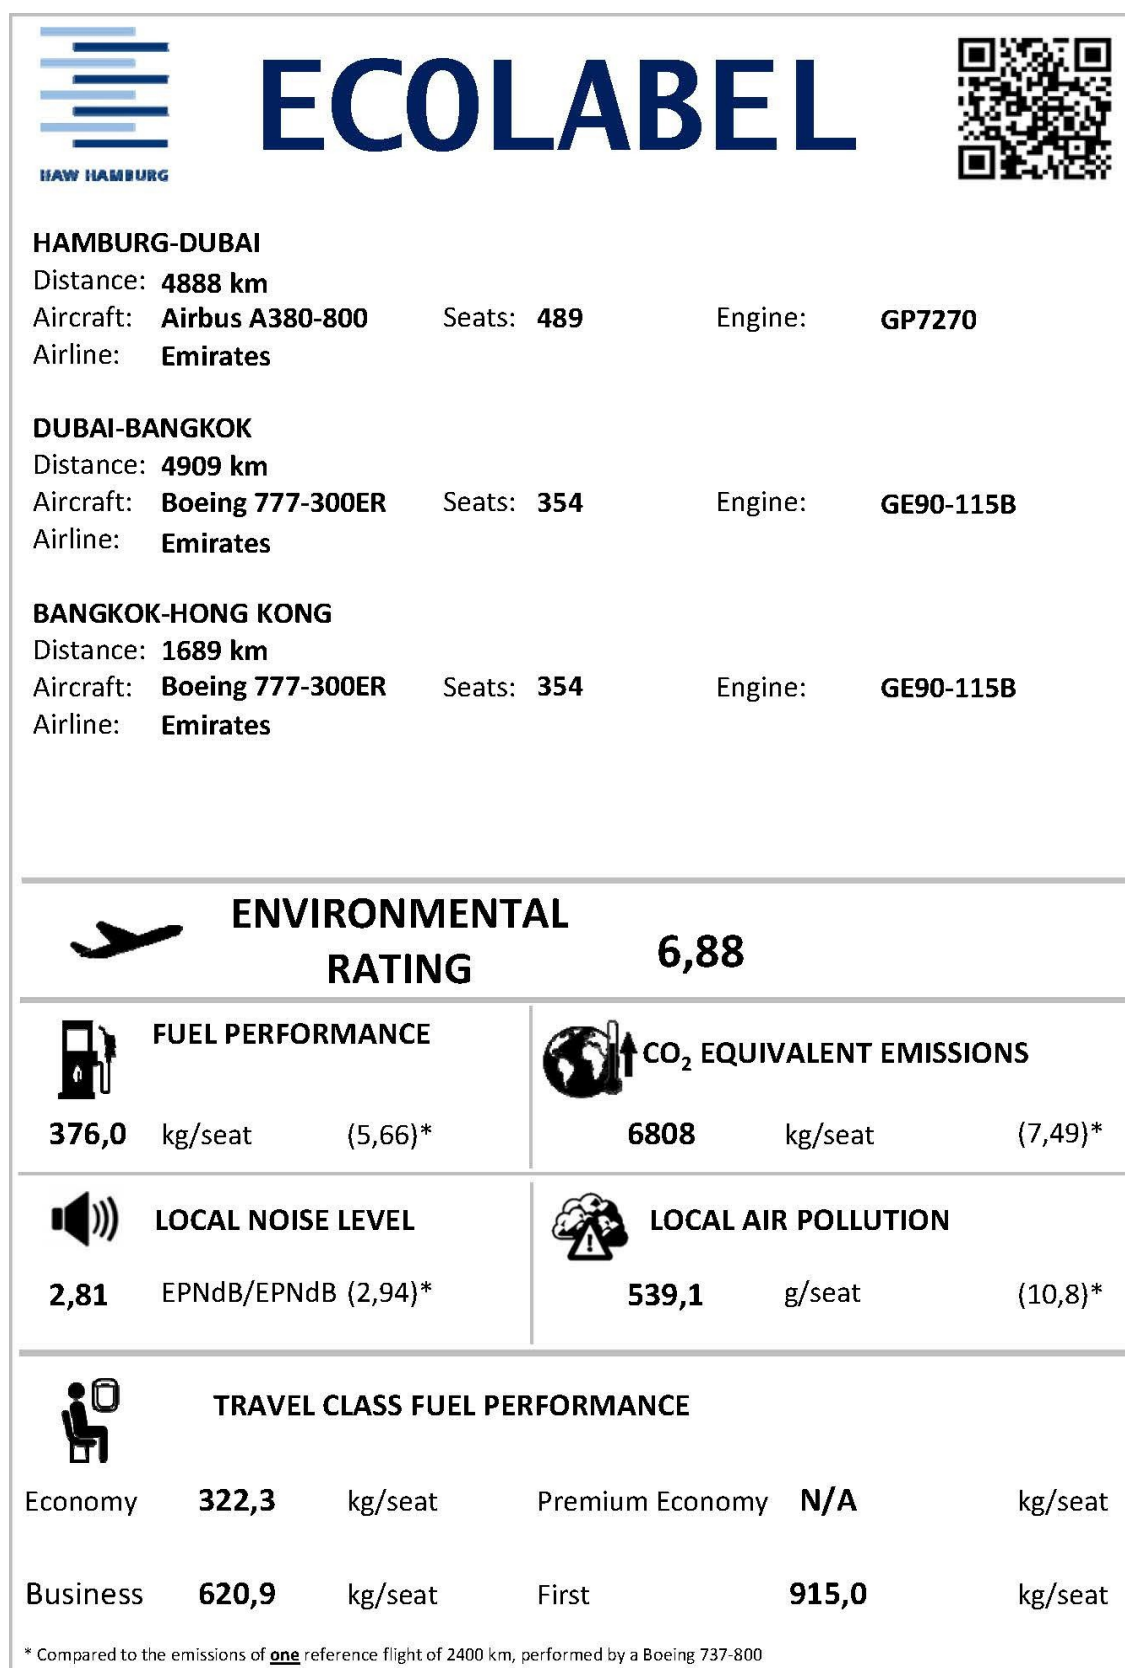 HAW HAMBURG
ECOLABEL
HAMBURG-DUBAI
Distance: 4888 km
Aircraft: Airbus A380-800 Seats: 489 Engine: GP7270
Airline: Emirates
DUBAI-BANGKOK
Distance: 4909 km
Aircraft: Boeing 777-300ER Seats: 354 Engine: GE90-115B
Airline: Emirates
BANGKOK-HONG KONG
Distance: 1689 km
Aircraft: Boeing 777-300ER Seats: 354 Engine: GE90-115B
Airline: Emirates
ENVIRONMENTAL
RATING
6,88
FUEL PERFORMANCE
376,0 kg/seat (5,66)*
CO₂ EQUIVALENT EMISSIONS
6808 kg/seat (7,49)*
LOCAL NOISE LEVEL
2,81 EPNdB/EPNdB (2,94)*
LOCAL AIR POLLUTION
539,1 g/seat (10,8)*
TRAVEL CLASS FUEL PERFORMANCE
Economy 322,3 kg/seat Premium Economy N/A kg/seat
Business 620,9 kg/seat First 915,0 kg/seat
* Compared to the emissions of one reference flight of 2400 km, performed by a Boeing 737-800